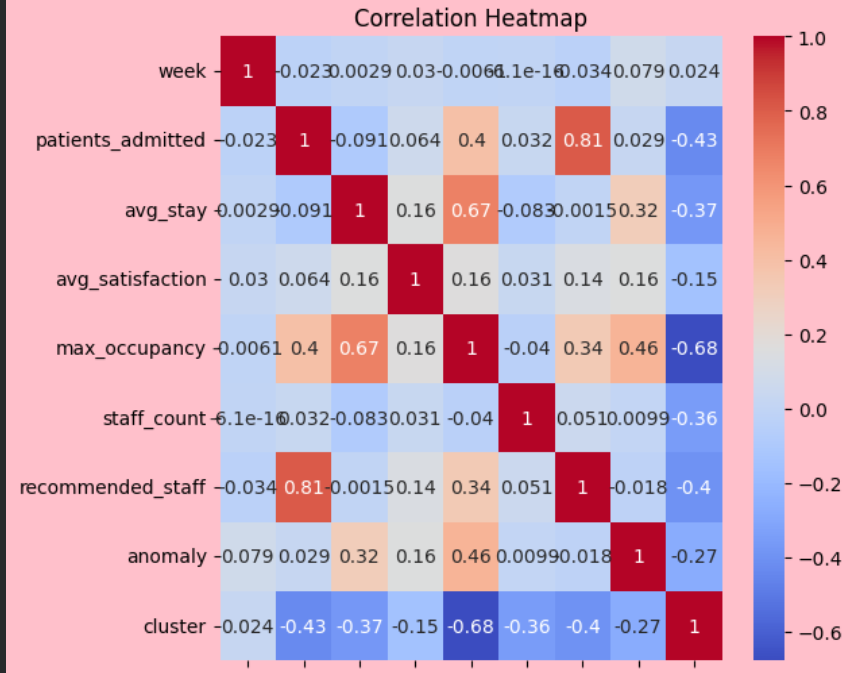 Correlation Heatmap
week 1 -0.023 -0.0029 0.03 -0.0061 -6.1e-16 -0.034 0.079 0.024
patients_admitted -0.023 1 -0.091 0.064 0.4 0.032 0.81 0.029 -0.43
avg_stay -0.0029 -0.091 1 0.16 0.67 -0.083 -0.0015 0.32 -0.37
avg_satisfaction 0.03 0.064 0.16 1 0.16 0.031 0.14 0.16 -0.15
max_occupancy -0.0061 0.4 0.67 0.16 1 -0.04 0.34 0.46 -0.68
staff_count -6.1e-16 0.032 -0.083 0.031 -0.04 1 0.051 0.0099 -0.36
recommended_staff -0.034 0.81 -0.0015 0.14 0.34 0.051 1 -0.018 -0.4
anomaly 0.079 0.029 0.32 0.16 0.46 0.0099 -0.018 1 -0.27
cluster 0.024 -0.43 -0.37 -0.15 -0.68 -0.36 -0.4 -0.27 1
1.0
0.8
0.6
0.4
0.2
0.0
−0.2
−0.4
−0.6